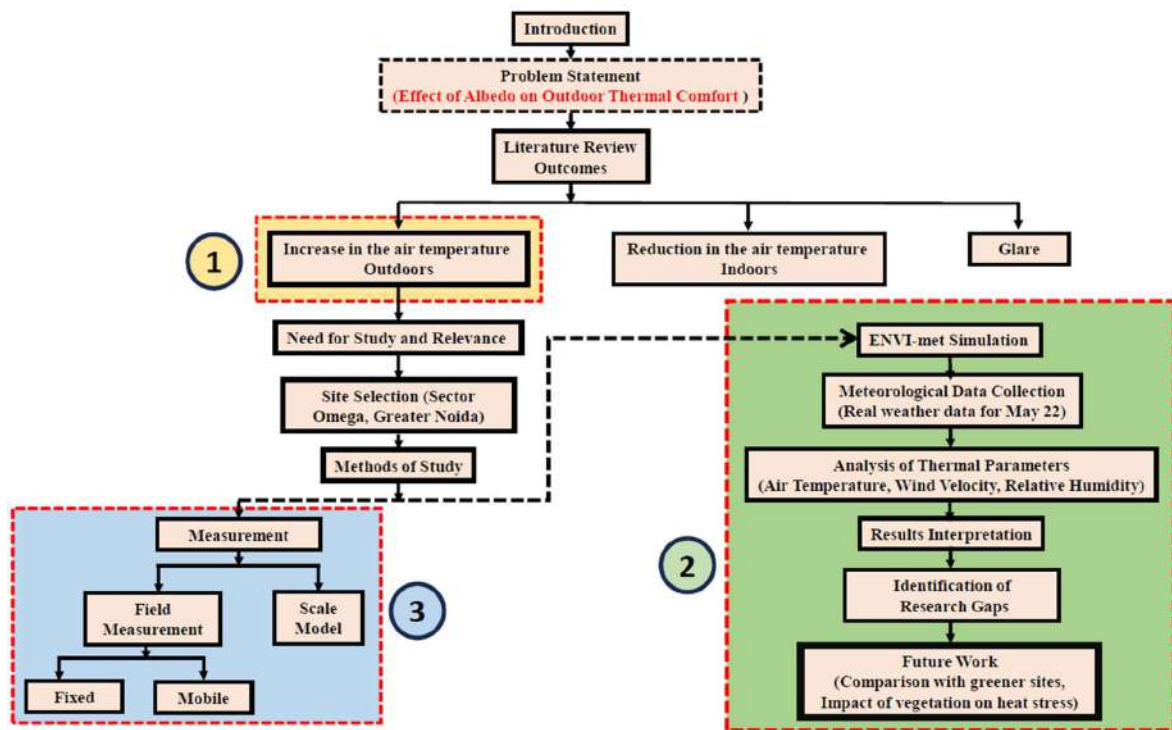 Introduction
Problem Statement
(Effect of Albedo on Outdoor Thermal Comfort )
Literature Review
Outcomes
1
Increase in the air temperature
Outdoors
Reduction in the air temperature
Indoors
Glare
Need for Study and Relevance
Site Selection (Sector
Omega, Greater Noida)
Methods of Study
Measurement
Field
Measurement
Scale
Model
Fixed
Mobile
3
2
ENVI-met Simulation
Meteorological Data Collection
(Real weather data for May 22)
Analysis of Thermal Parameters
(Air Temperature, Wind Velocity, Relative Humidity)
Results Interpretation
Identification of
Research Gaps
Future Work
(Comparison with greener sites,
Impact of vegetation on heat stress)